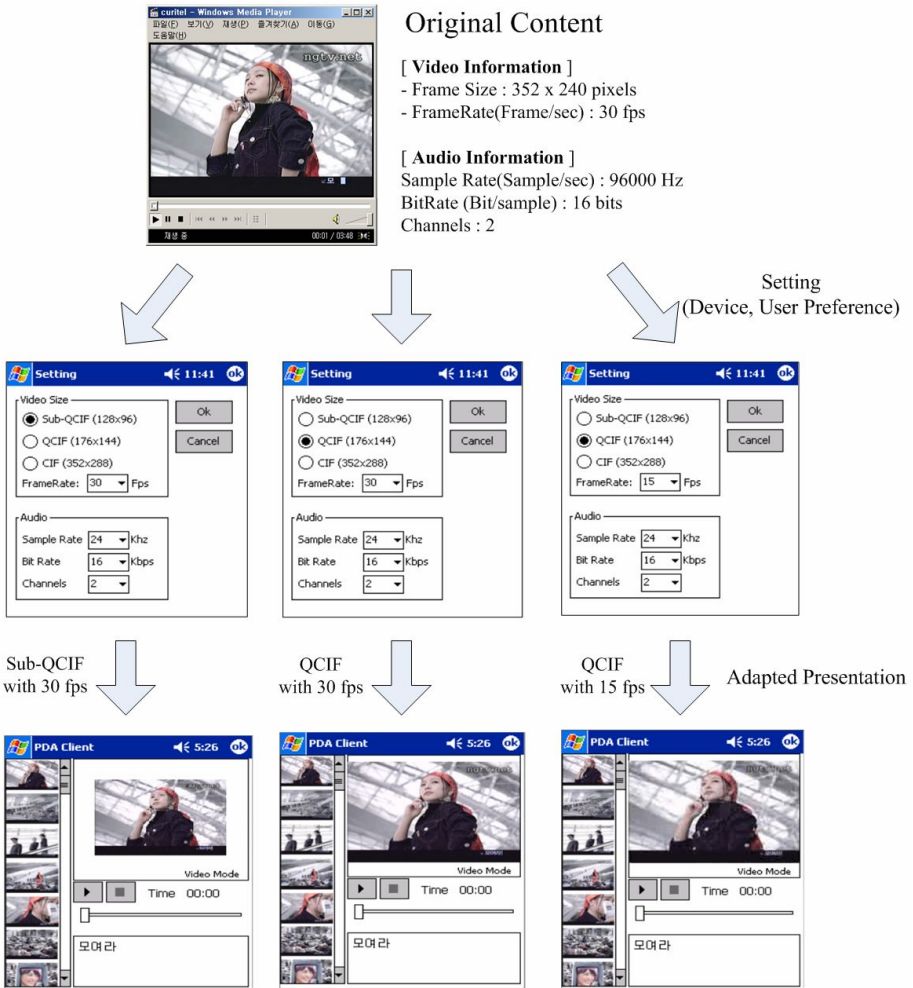 curitel - Windows Media Player
파일(F) 보기(V) 재생(P) 즐겨찾기(A) 이동(G)
도움말(H)
ngtv.net
재생 중 00:01 / 03:48
Original Content
[ Video Information ]
- Frame Size : 352 x 240 pixels
- FrameRate(Frame/sec) : 30 fps
[ Audio Information ]
Sample Rate(Sample/sec) : 96000 Hz
BitRate (Bit/sample) : 16 bits
Channels : 2
Setting
(Device, User Preference)
Setting 11:41 ok
Video Size
Sub-QCIF (128x96)
QCIF (176x144)
CIF (352x288)
FrameRate: 30 Fps
Ok
Cancel
Audio
Sample Rate 24 Khz
Bit Rate 16 Kbps
Channels 2
Setting 11:41 ok
Video Size
Sub-QCIF (128x96)
QCIF (176x144)
CIF (352x288)
FrameRate: 30 Fps
Ok
Cancel
Audio
Sample Rate 24 Khz
Bit Rate 16 Kbps
Channels 2
Setting 11:41 ok
Video Size
Sub-QCIF (128x96)
QCIF (176x144)
CIF (352x288)
FrameRate: 15 Fps
Ok
Cancel
Audio
Sample Rate 24 Khz
Bit Rate 16 Kbps
Channels 2
Sub-QCIF
with 30 fps
QCIF
with 30 fps
QCIF
with 15 fps
Adapted Presentation
PDA Client 5:26 ok
Video Mode
Time 00:00
모여라
PDA Client 5:26 ok
Video Mode
Time 00:00
모여라
PDA Client 5:26 ok
Video Mode
Time 00:00
모여라